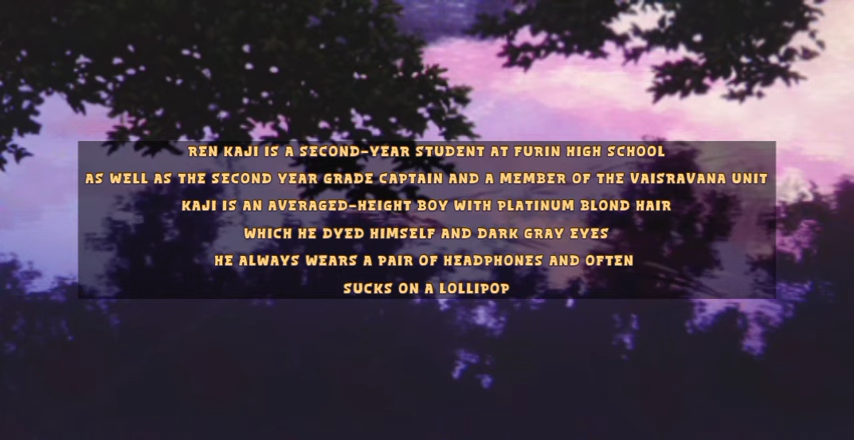 REN KAJI IS A SECOND-YEAR STUDENT AT FURIN HIGH SCHOOL
AS WELL AS THE SECOND YEAR GRADE CAPTAIN AND A MEMBER OF THE VAISRAVANA UNIT
KAJI IS AN AVERAGED-HEIGHT BOY WITH PLATINUM BLOND HAIR
WHICH HE DYED HIMSELF AND DARK GRAY EYES
HE ALWAYS WEARS A PAIR OF HEADPHONES AND OFTEN
SUCKS ON A LOLLIPOP